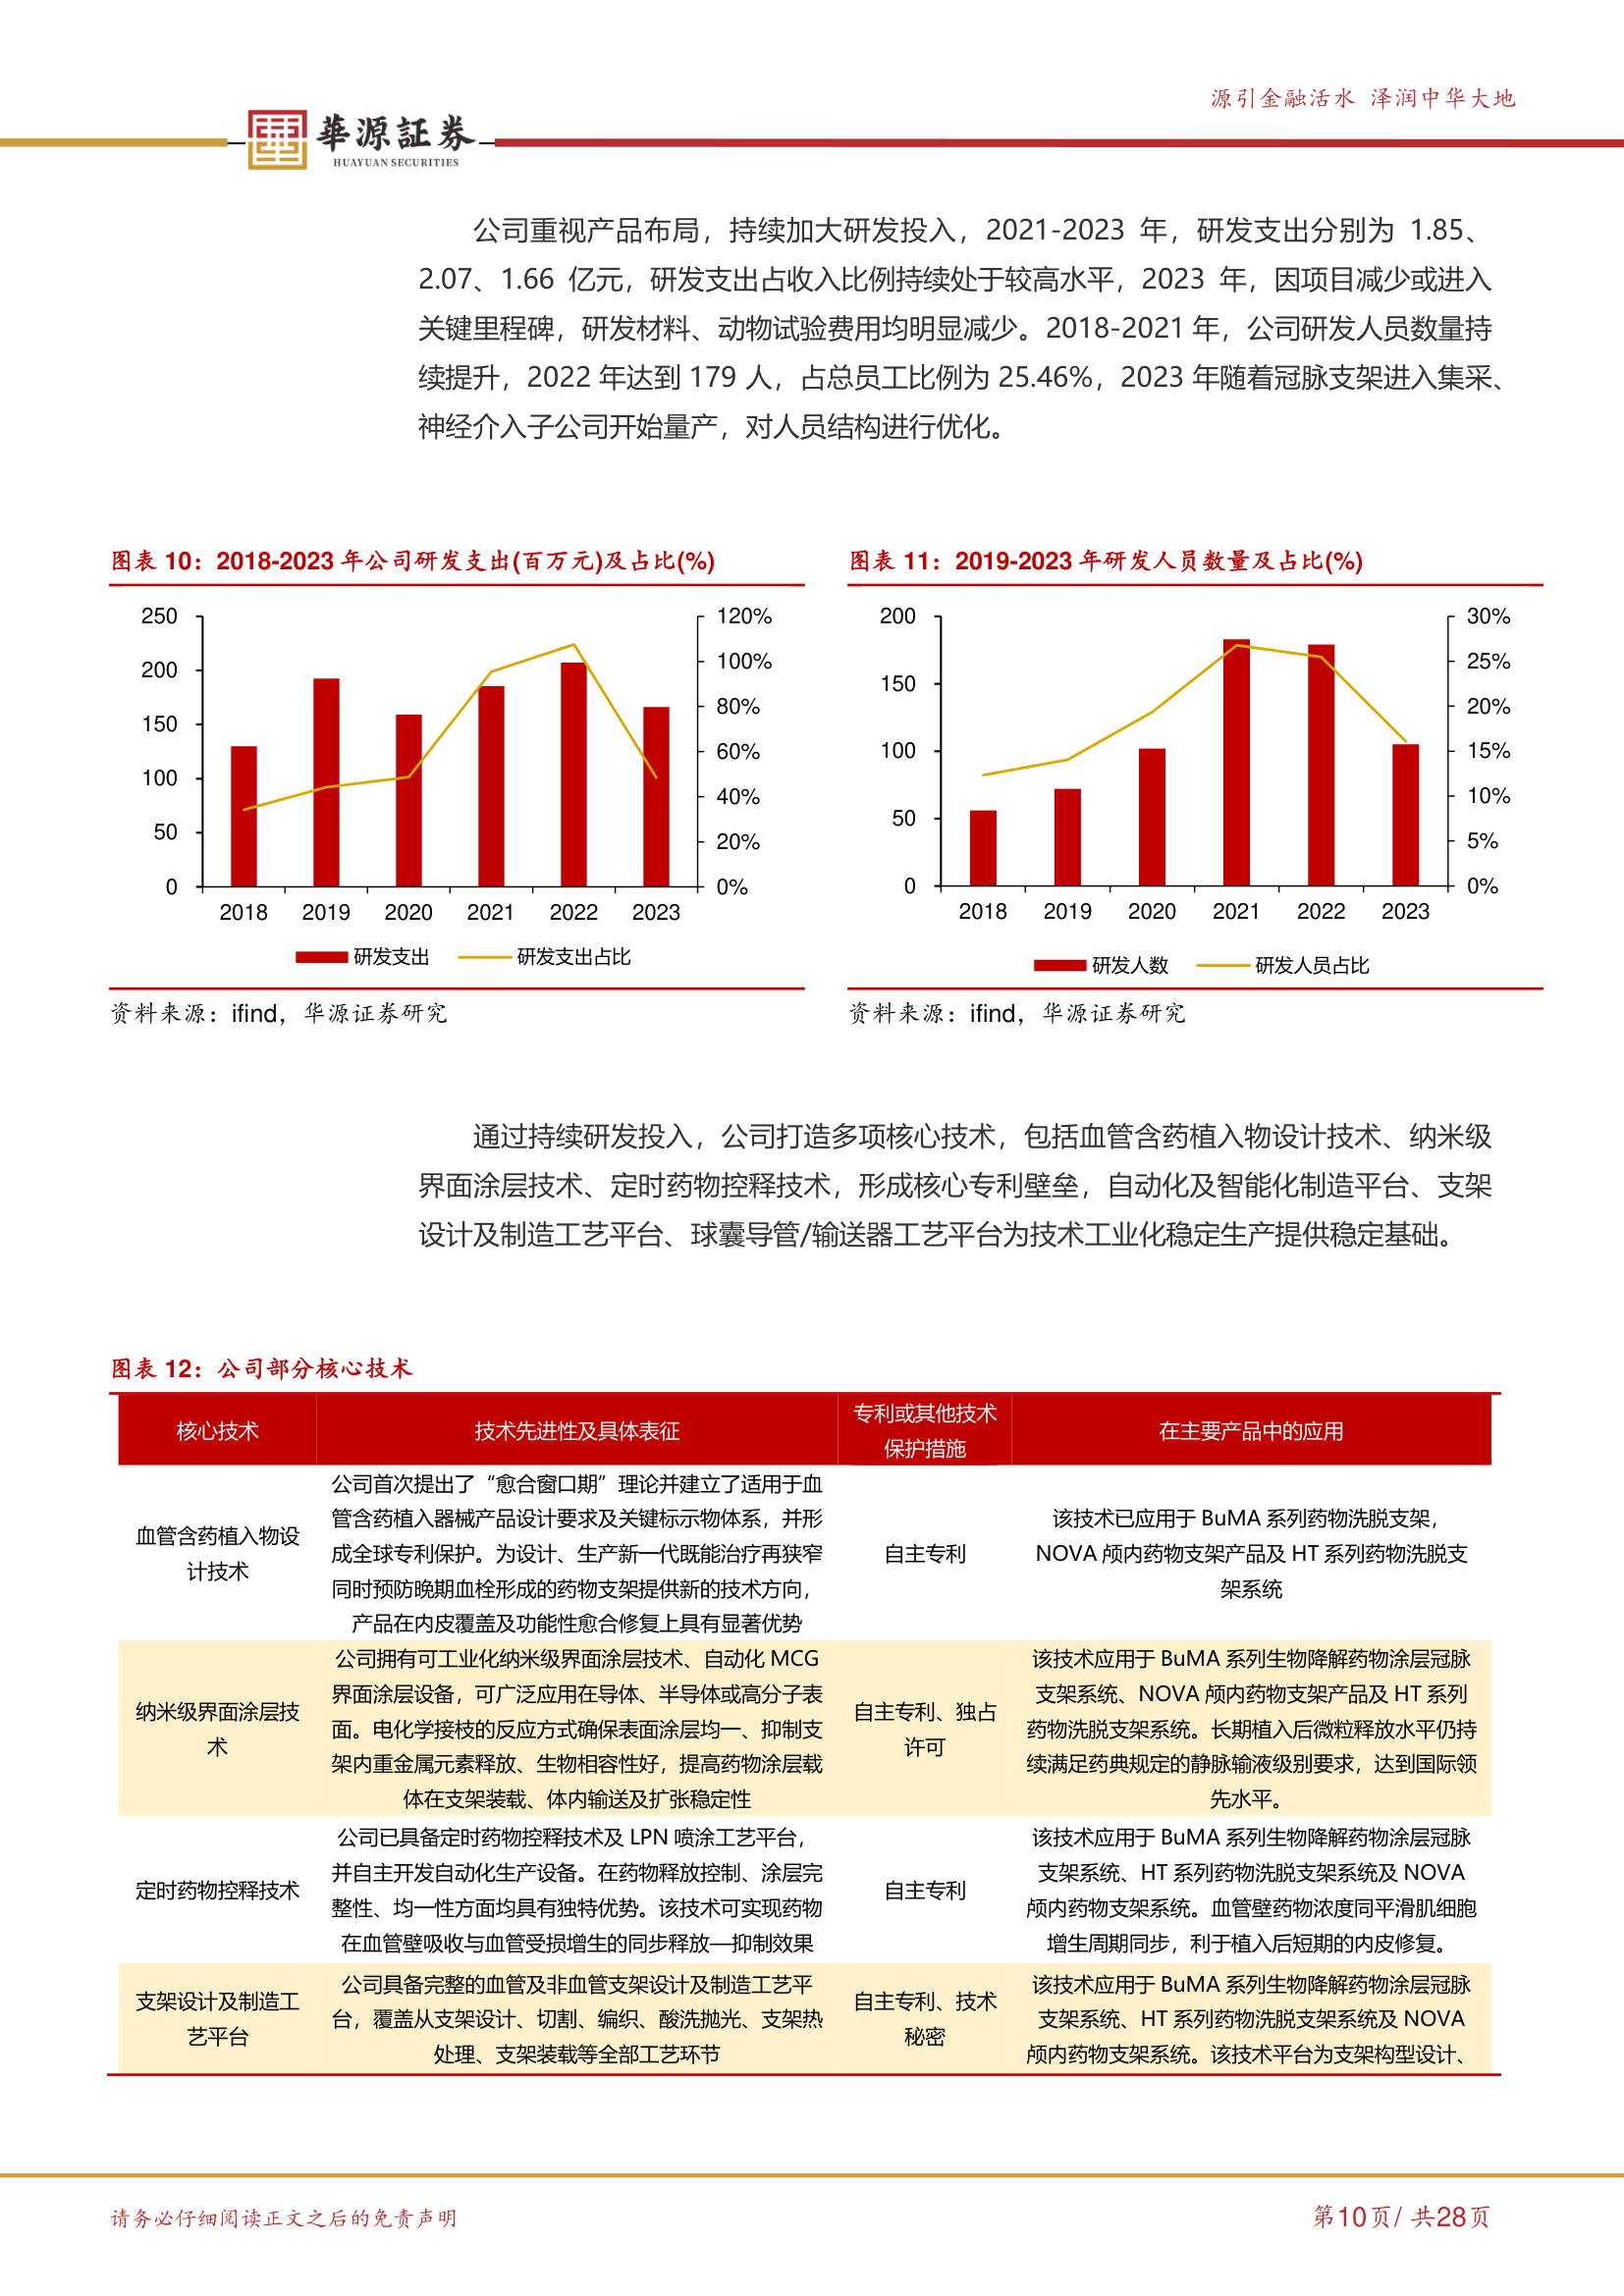 源引金融活水 泽润中华大地
華源証券
HUAYUAN SECURITIES
公司重视产品布局，持续加大研发投入，2021-2023 年，研发支出分别为 1.85、
2.07、1.66 亿元，研发支出占收入比例持续处于较高水平，2023 年，因项目减少或进入
关键里程碑，研发材料、动物试验费用均明显减少。2018-2021 年，公司研发人员数量持
续提升，2022 年达到 179 人，占总员工比例为 25.46%，2023 年随着冠脉支架进入集采、
神经介入子公司开始量产，对人员结构进行优化。
图表 10：2018-2023 年公司研发支出(百万元)及占比(%)
250
200
150
100
50
0
120%
100%
80%
60%
40%
20%
0%
2018 2019 2020 2021 2022 2023
研发支出 研发支出占比
资料来源：ifind，华源证券研究
图表 11：2019-2023 年研发人员数量及占比(%)
200
150
100
50
0
30%
25%
20%
15%
10%
5%
0%
2018 2019 2020 2021 2022 2023
研发人数 研发人员占比
资料来源：ifind，华源证券研究
通过持续研发投入，公司打造多项核心技术，包括血管含药植入物设计技术、纳米级
界面涂层技术、定时药物控释技术，形成核心专利壁垒，自动化及智能化制造平台、支架
设计及制造工艺平台、球囊导管/输送器工艺平台为技术工业化稳定生产提供稳定基础。
图表 12：公司部分核心技术
核心技术
技术先进性及具体表征
专利或其他技术
保护措施
在主要产品中的应用
血管含药植入物设
计技术
公司首次提出了“愈合窗口期”理论并建立了适用于血
管含药植入器械产品设计要求及关键标示物体系，并形
成全球专利保护。为设计、生产新一代既能治疗再狭窄
同时预防晚期血栓形成的药物支架提供新的技术方向，
产品在内皮覆盖及功能性愈合修复上具有显著优势
自主专利
该技术已应用于 BuMA 系列药物洗脱支架，
NOVA 颅内药物支架产品及 HT 系列药物洗脱支
架系统
纳米级界面涂层技
术
公司拥有可工业化纳米级界面涂层技术、自动化 MCG
界面涂层设备，可广泛应用在导体、半导体或高分子表
面。电化学接枝的反应方式确保表面涂层均一、抑制支
架内重金属元素释放、生物相容性好，提高药物涂层载
体在支架装载、体内输送及扩张稳定性
自主专利、独占
许可
该技术应用于 BuMA 系列生物降解药物涂层冠脉
支架系统、NOVA 颅内药物支架产品及 HT 系列
药物洗脱支架系统。长期植入后微粒释放水平仍持
续满足药典规定的静脉输液级别要求，达到国际领
先水平。
定时药物控释技术
公司已具备定时药物控释技术及 LPN 喷涂工艺平台，
并自主开发自动化生产设备。在药物释放控制、涂层完
整性、均一性方面均具有独特优势。该技术可实现药物
在血管壁吸收与血管受损增生的同步释放—抑制效果
自主专利
该技术应用于 BuMA 系列生物降解药物涂层冠脉
支架系统、HT 系列药物洗脱支架系统及 NOVA
颅内药物支架系统。血管壁药物浓度同平滑肌细胞
增生周期同步，利于植入后短期的内皮修复。
支架设计及制造工
艺平台
公司具备完整的血管及非血管支架设计及制造工艺平
台，覆盖从支架设计、切割、编织、酸洗抛光、支架热
处理、支架装载等全部工艺环节
自主专利、技术
秘密
该技术应用于 BuMA 系列生物降解药物涂层冠脉
支架系统、HT 系列药物洗脱支架系统及 NOVA
颅内药物支架系统。该技术平台为支架构型设计、
请务必仔细阅读正文之后的免责声明
第10页/ 共28页